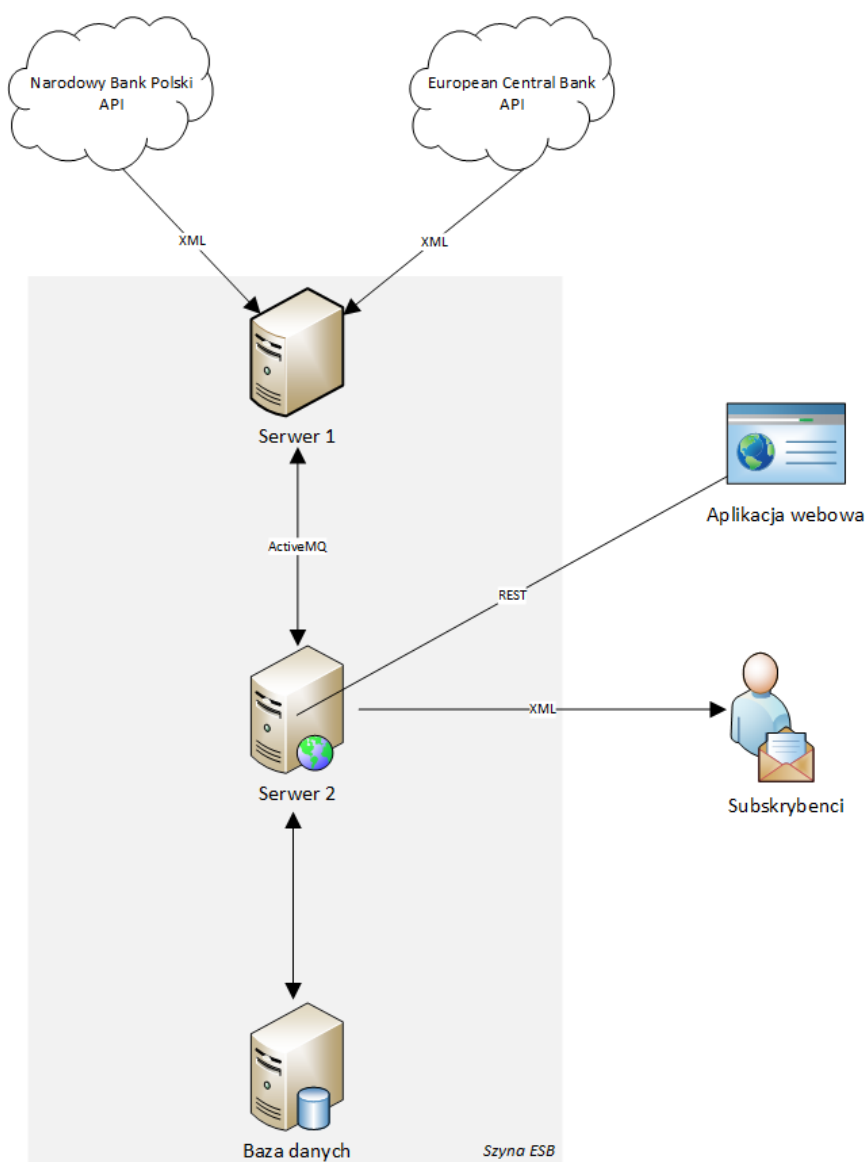 Narodowy Bank Polski
API
European Central Bank
API
XML
XML
Serwer 1
ActiveMQ
Aplikacja webowa
REST
XML
Serwer 2
Subskrybenci
Baza danych
Szyna ESB